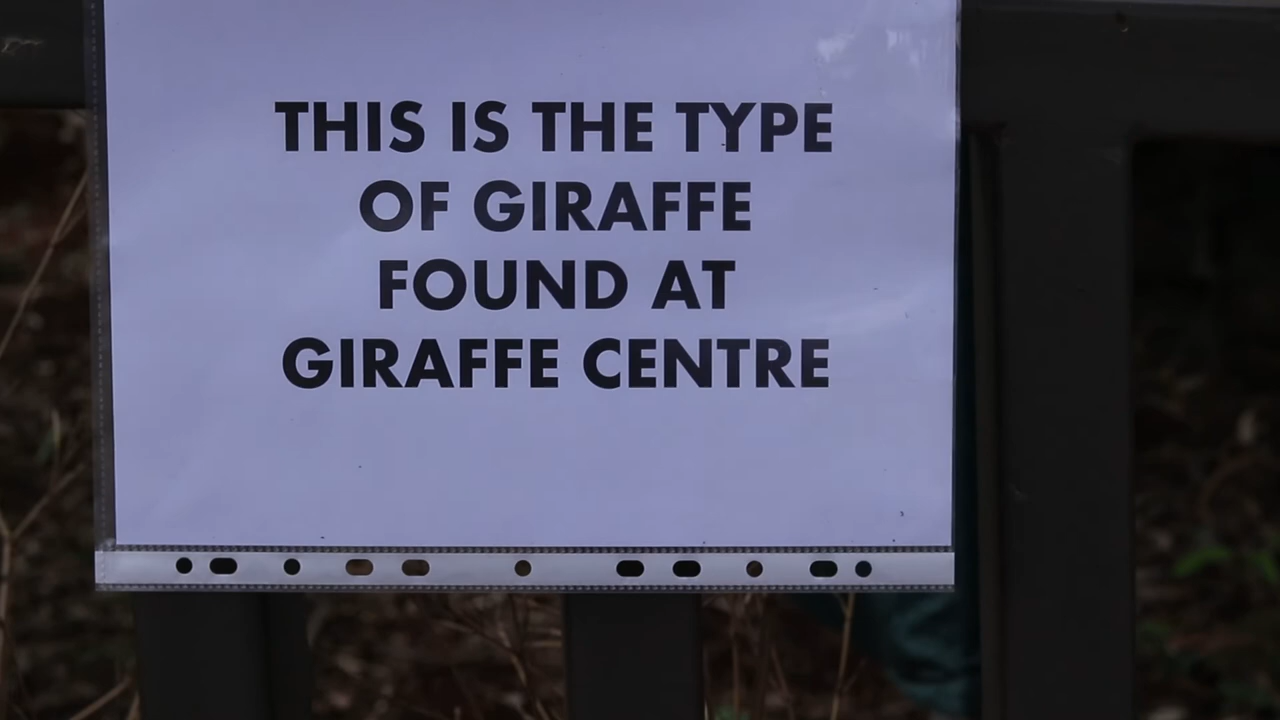 THIS IS THE TYPE
OF GIRAFFE
FOUND AT
GIRAFFE CENTRE